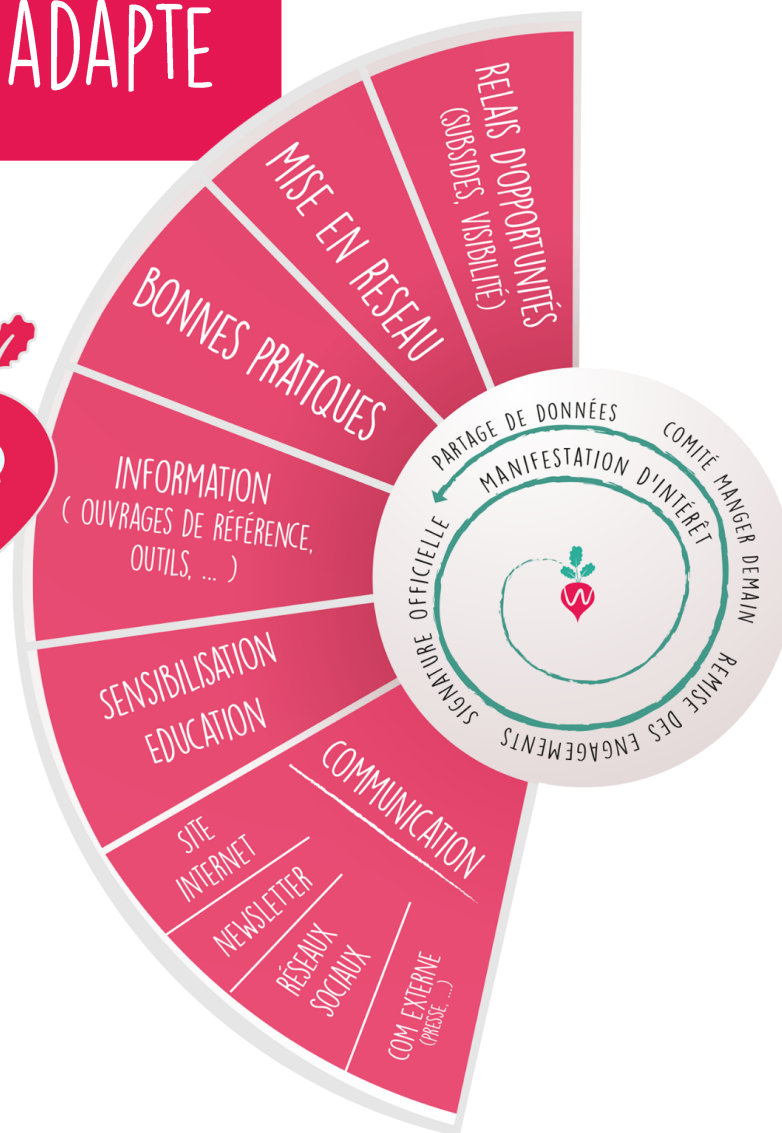 ADAPTE
RELAIS D'OPPORTUNITÉS
(SUBSIDES, VISIBILITÉ)
MISE EN RESEAU
BONNES PRATIQUES
INFORMATION
( OUVRAGES DE RÉFÉRENCE,
OUTILS, ... )
SENSIBILISATION
EDUCATION
COMMUNICATION
SITE
INTERNET
NEWSLETTER
RÉSEAUX
SOCIAUX
COM EXTERNE
(PRESSE, ...)
MANIFESTATION D'INTÉRÊT
COMITÉ MANGER DEMAIN
REMISE DES ENGAGEMENTS
SIGNATURE OFFICIELLE
PARTAGE DE DONNÉES